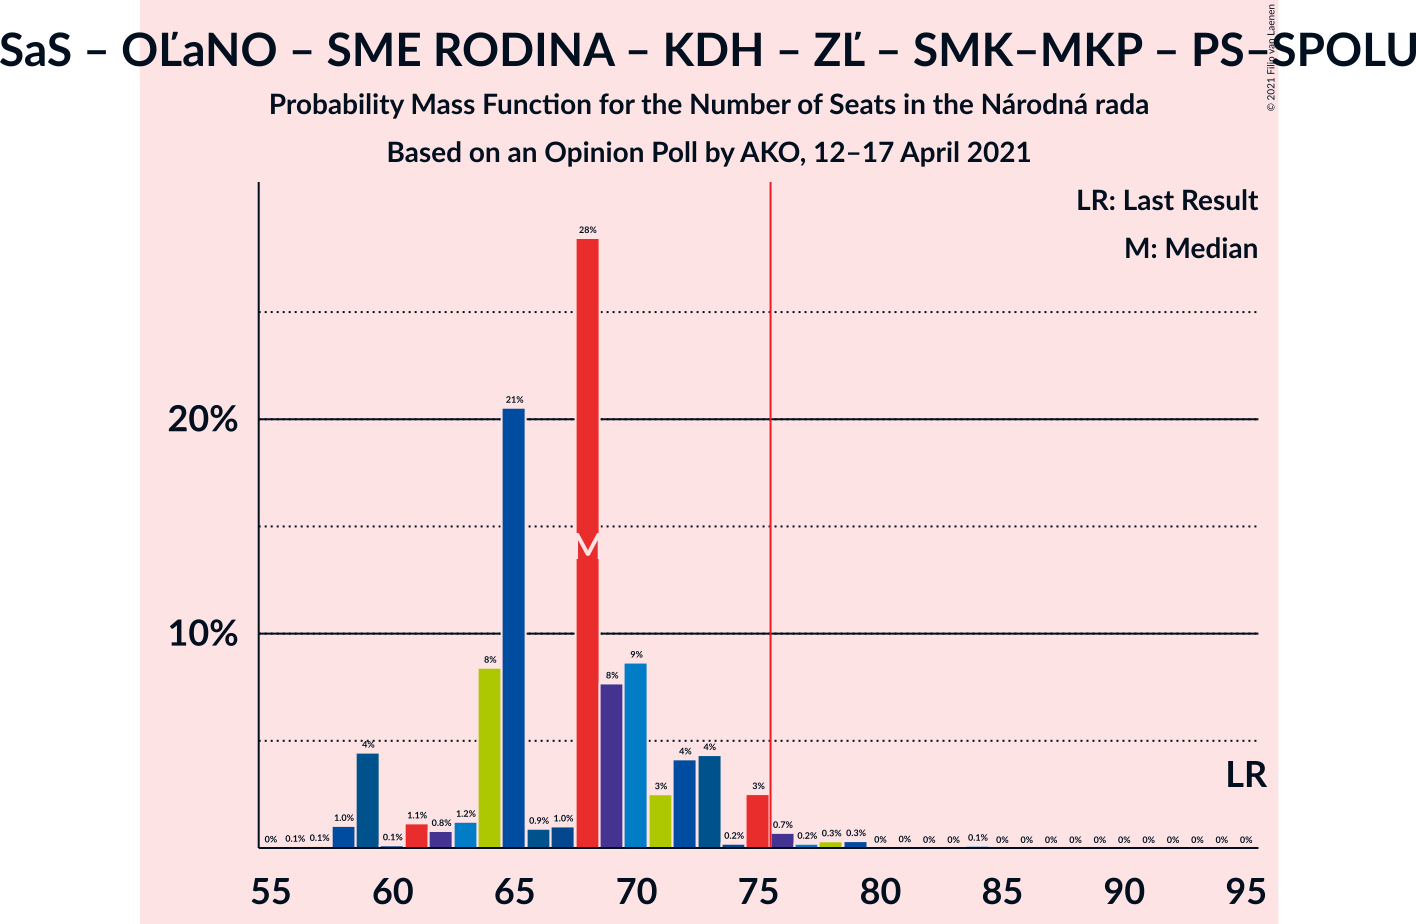 SaS – OĽaNO – SME RODINA – KDH – ZĽ – SMK–MKP – PS–SPOLU
Probability Mass Function for the Number of Seats in the Národná rada
Based on an Opinion Poll by AKO, 12–17 April 2021
© 2021 Filip van Laenen
LR: Last Result
M: Median
28%
21%
20%
M
10%
9%
8%
8%
4%
4%
4%
LR
3%
3%
1.0%
1.1%
0.8%
1.2%
0.9%
1.0%
0.7%
0% 0.1% 0.1% 0.1% 0.2% 0.2% 0.3% 0.3% 0% 0% 0% 0% 0.1% 0% 0% 0% 0% 0% 0% 0% 0% 0% 0% 0%
55 60 65 70 75 80 85 90 95